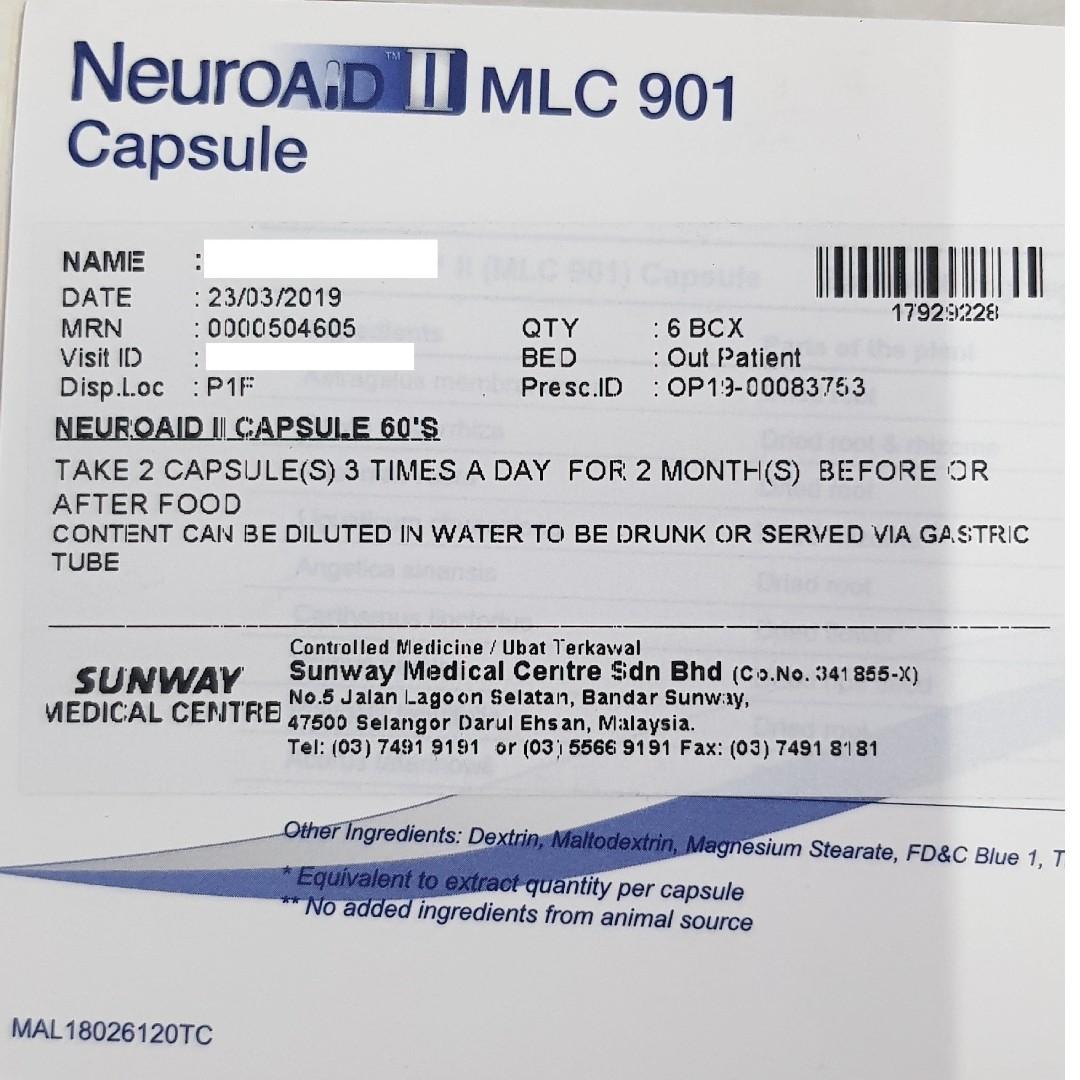 NEUROAiD™ II MLC 901
Capsule
NAME :
DATE : 23/03/2019
17929228
MRN : 0000504605 QTY : 6 BCX
Visit ID : BED : Out Patient
Disp.Loc : P1F Presc.ID : OP19-00083753
NEUROAID II CAPSULE 60'S
TAKE 2 CAPSULE(S) 3 TIMES A DAY FOR 2 MONTH(S) BEFORE OR
AFTER FOOD
CONTENT CAN BE DILUTED IN WATER TO BE DRUNK OR SERVED VIA GASTRIC
TUBE
Controlled Medicine / Ubat Terkawal
SUNWAY
MEDICAL CENTRE
Sunway Medical Centre Sdn Bhd (Co.No. 341855-X)
No.5 Jalan Lagoon Selatan, Bandar Sunway,
47500 Selangor Darul Ehsan, Malaysia.
Tel: (03) 7491 9191 or (03) 5566 9191 Fax: (03) 7491 8181
Other Ingredients: Dextrin, Maltodextrin, Magnesium Stearate, FD&C Blue 1, T
* Equivalent to extract quantity per capsule
** No added ingredients from animal source
MAL18026120TC